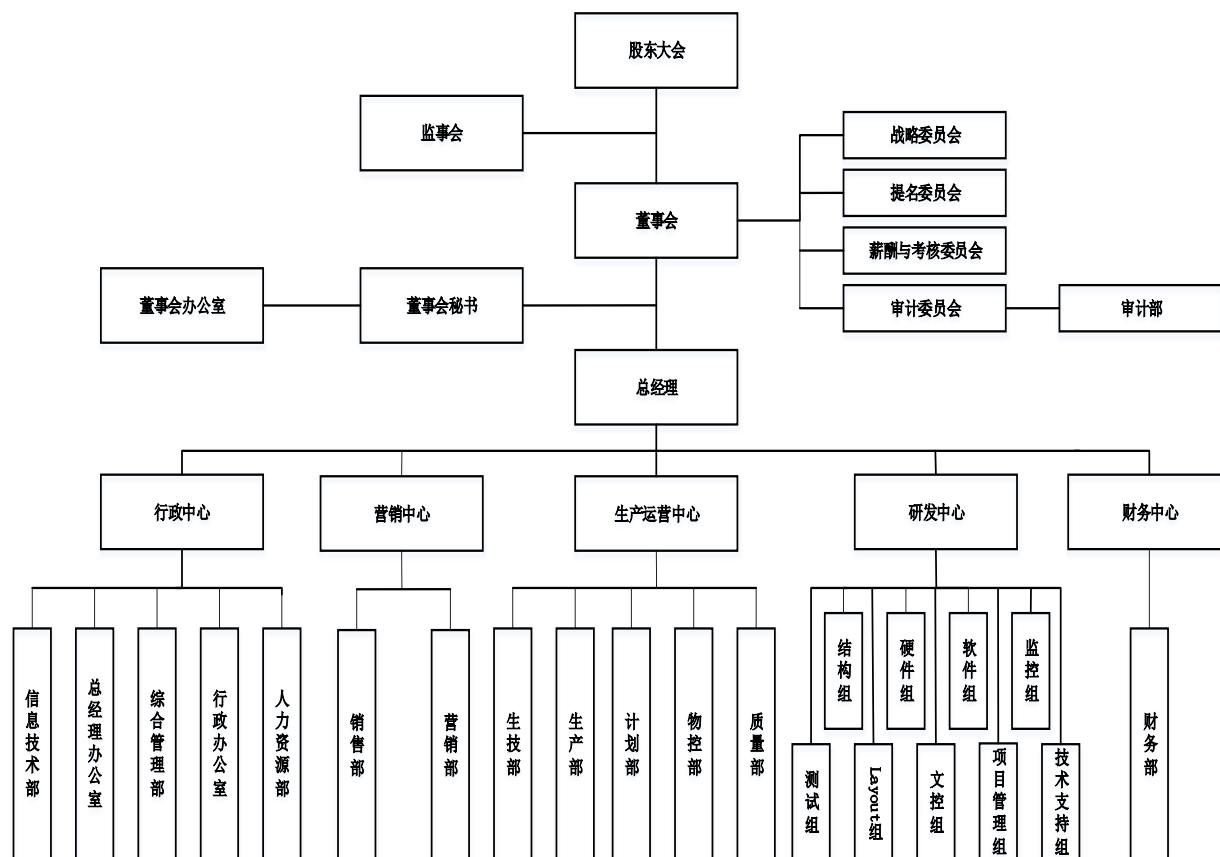 股东大会
监事会
战略委员会
提名委员会
董事会
薪酬与考核委员会
董事会办公室
董事会秘书
审计委员会
审计部
总经理
行政中心
营销中心
生产运营中心
研发中心
财务中心
信息技术部
总经理办公室
综合管理部
行政办公室
人力资源部
销售部
营销部
生技部
生产部
计划部
物控部
质量部
结构组
硬件组
软件组
监控组
测试组
Layout组
文控组
项目管理组
技术支持组
财务部